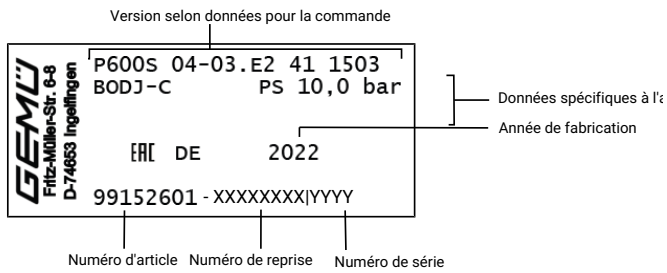 Version selon données pour la commande
GEMÜ
Fritz-Müller-Str. 6-8
D-74653 Ingelfingen
P600S 04-03.E2 41 1503
BODJ-C PS 10,0 bar
Données spécifiques à l'a
Année de fabrication
EAC DE 2022
99152601 - XXXXXXXX|YYYY
Numéro d'article Numéro de reprise Numéro de série